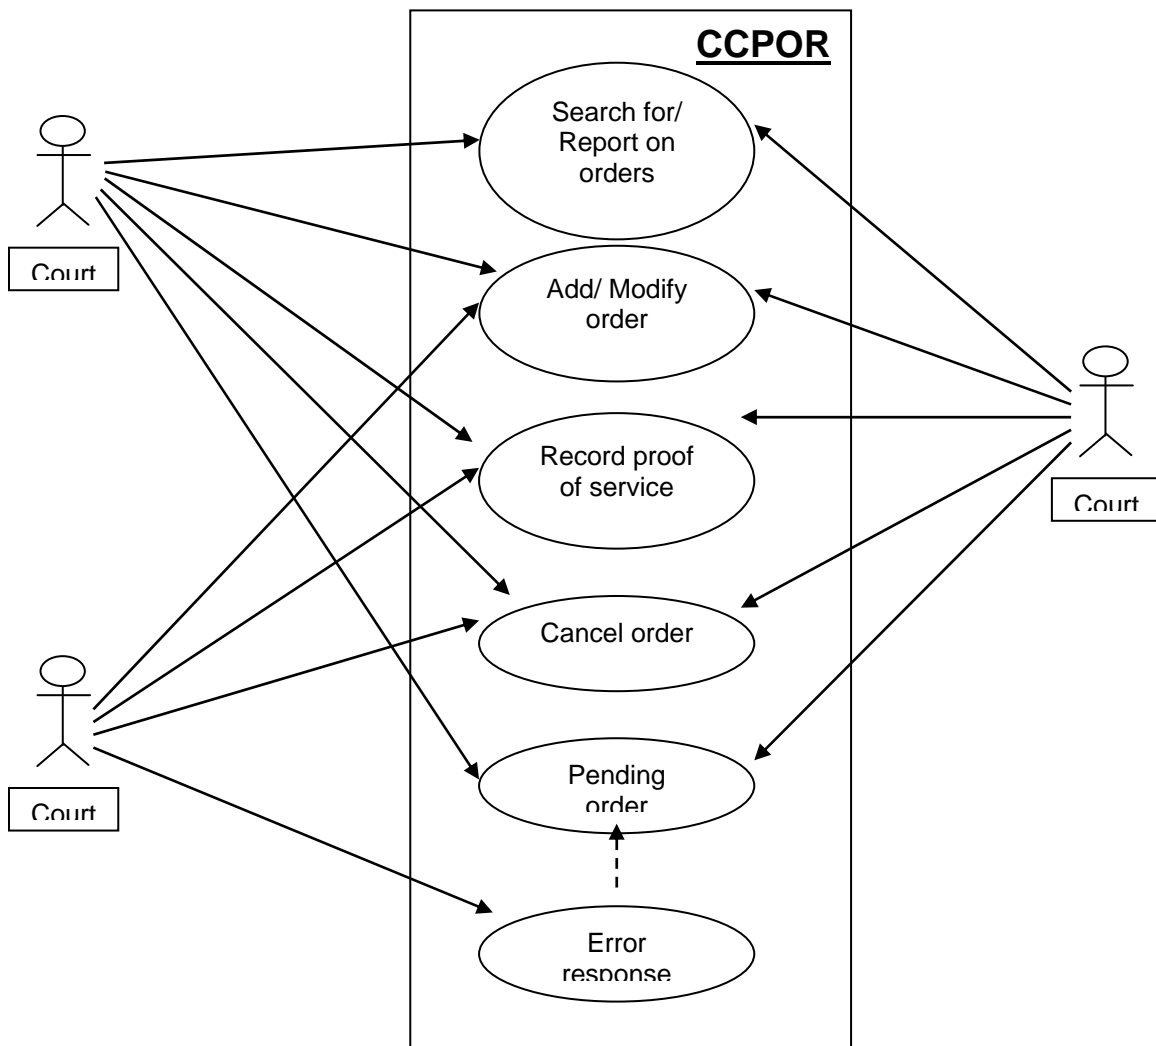 CCPOR
Search for/
Report on
orders
Court
Add/ Modify
order
Record proof
of service
Court
Cancel order
Court
Pending
order
Error
response